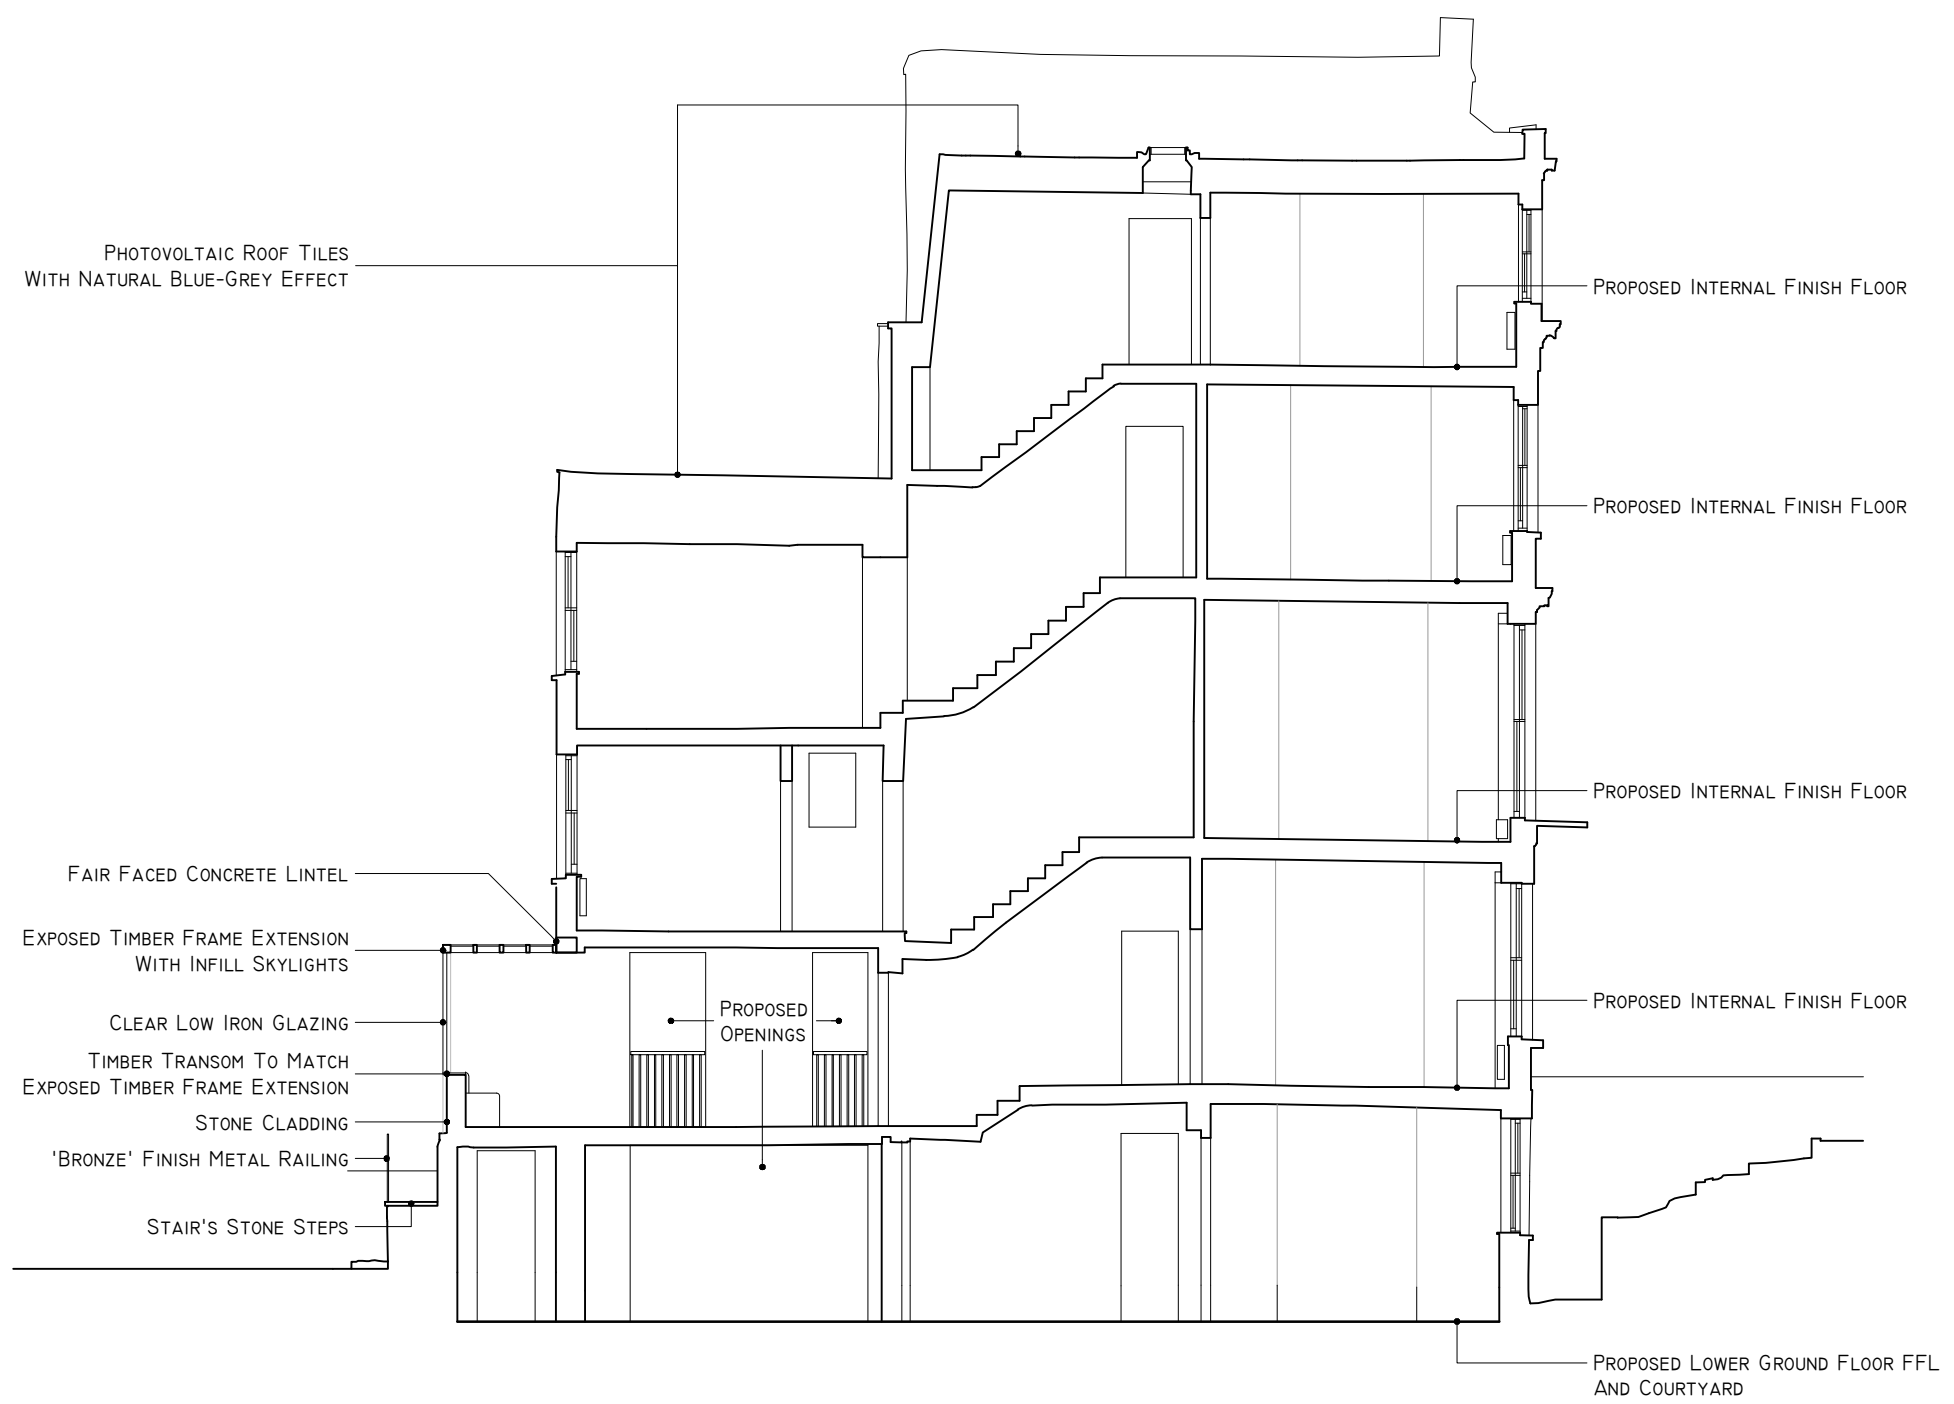 PHOTOVOLTAIC ROOF TILES
WITH NATURAL BLUE-GREY EFFECT
PROPOSED INTERNAL FINISH FLOOR
PROPOSED INTERNAL FINISH FLOOR
PROPOSED INTERNAL FINISH FLOOR
FAIR FACED CONCRETE LINTEL
EXPOSED TIMBER FRAME EXTENSION
WITH INFILL SKYLIGHTS
PROPOSED INTERNAL FINISH FLOOR
PROPOSED
OPENINGS
CLEAR LOW IRON GLAZING
TIMBER TRANSOM TO MATCH
EXPOSED TIMBER FRAME EXTENSION
STONE CLADDING
'BRONZE' FINISH METAL RAILING
STAIR'S STONE STEPS
PROPOSED LOWER GROUND FLOOR FFL
AND COURTYARD